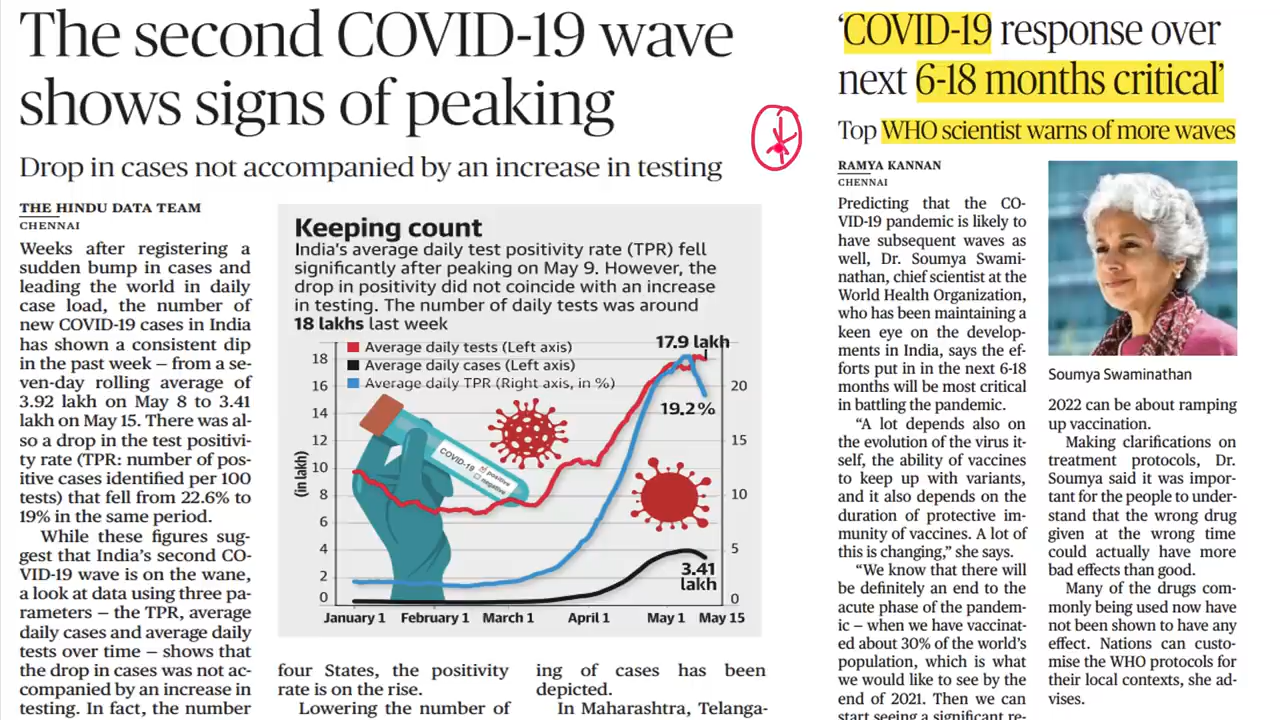 The second COVID-19 wave
shows signs of peaking
Drop in cases not accompanied by an increase in testing
THE HINDU DATA TEAM
CHENNAI
Weeks after registering a
sudden bump in cases and
leading the world in daily
case load, the number of
new COVID-19 cases in India
has shown a consistent dip
in the past week – from a se-
ven-day rolling average of
3.92 lakh on May 8 to 3.41
lakh on May 15. There was al-
so a drop in the test positivi-
ty rate (TPR: number of pos-
itive cases identified per 100
tests) that fell from 22.6% to
19% in the same period.
While these figures sug-
gest that India's second CO-
VID-19 wave is on the wane,
a look at data using three pa-
rameters – the TPR, average
daily cases and average daily
tests over time – shows that
the drop in cases was not ac-
companied by an increase in
testing. In fact, the number
Keeping count
India's average daily test positivity rate (TPR) fell
significantly after peaking on May 9. However, the
drop in positivity did not coincide with an increase
in testing. The number of daily tests was around
18 lakhs last week
Average daily tests (Left axis)
Average daily cases (Left axis)
Average daily TPR (Right axis, in %)
17.9 lakh
19.2%
3.41
lakh
(in lakh)
18
16
14
12
10
8
6
4
2
0
20
15
10
5
0
COVID-19
positive
negative
January 1
February 1
March 1
April 1
May 1
May 15
four States, the positivity
rate is on the rise.
Lowering the number of
ing of cases has been
depicted.
In Maharashtra, Telanga-
'COVID-19 response over
next 6-18 months critical'
Top WHO scientist warns of more waves
RAMYA KANNAN
CHENNAI
Predicting that the CO-
VID-19 pandemic is likely to
have subsequent waves as
well, Dr. Soumya Swami-
nathan, chief scientist at the
World Health Organization,
who has been maintaining a
keen eye on the develop-
ments in India, says the ef-
forts put in in the next 6-18
months will be most critical
in battling the pandemic.
"A lot depends also on
the evolution of the virus it-
self, the ability of vaccines
to keep up with variants,
and it also depends on the
duration of protective im-
munity of vaccines. A lot of
this is changing," she says.
"We know that there will
be definitely an end to the
acute phase of the pandem-
ic – when we have vaccinat-
ed about 30% of the world's
population, which is what
we would like to see by the
end of 2021. Then we can
start seeing a significant re-
Soumya Swaminathan
2022 can be about ramping
up vaccination.
Making clarifications on
treatment protocols, Dr.
Soumya said it was impor-
tant for the people to under-
stand that the wrong drug
given at the wrong time
could actually have more
bad effects than good.
Many of the drugs com-
monly being used now have
not been shown to have any
effect. Nations can custo-
mise the WHO protocols for
their local contexts, she ad-
vises.